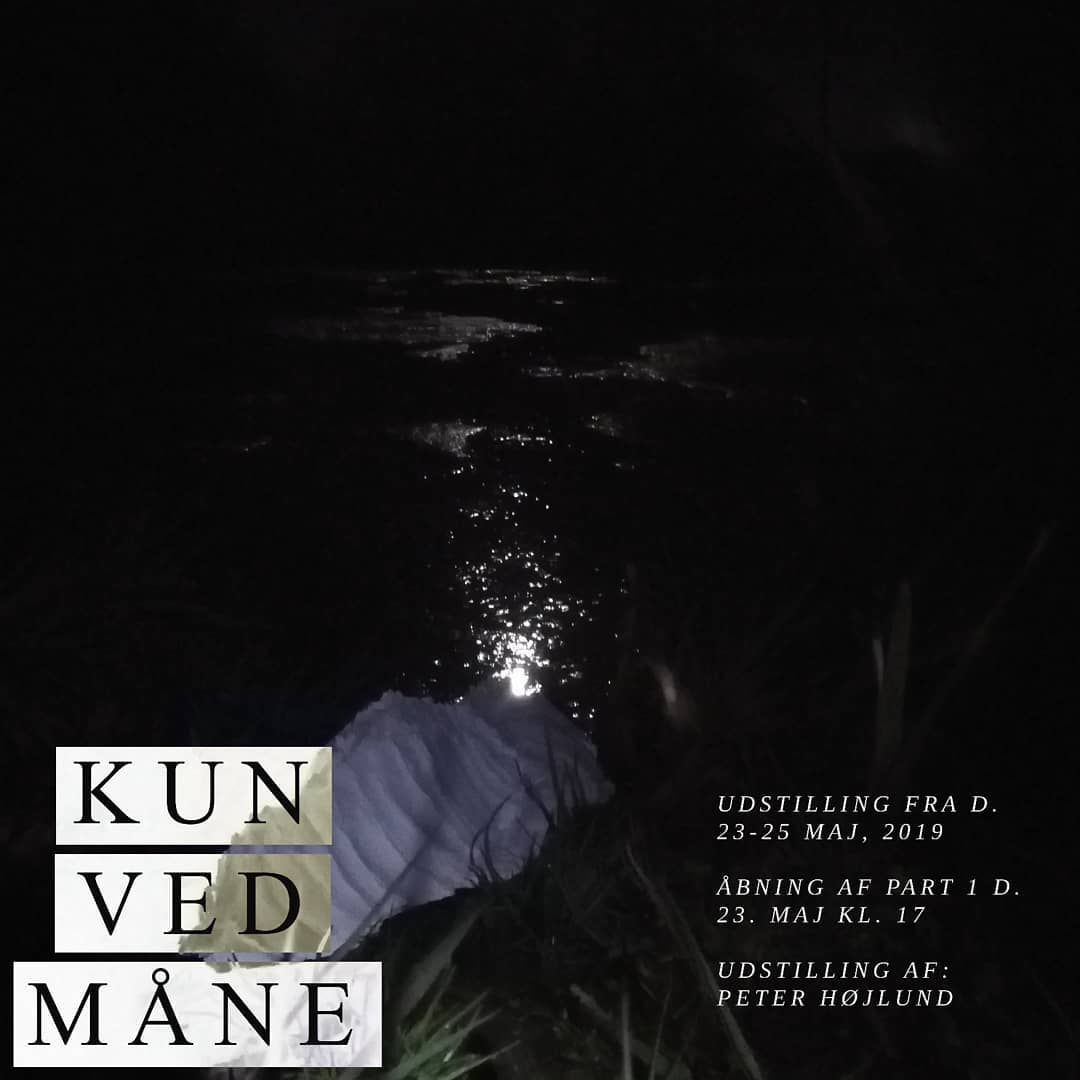 KUN
VED
MÅNE
UDSTILLING FRA D.
23-25 MAJ, 2019
ÅBNING AF PART 1 D.
23. MAJ KL. 17
UDSTILLING AF:
PETER HØJLUND